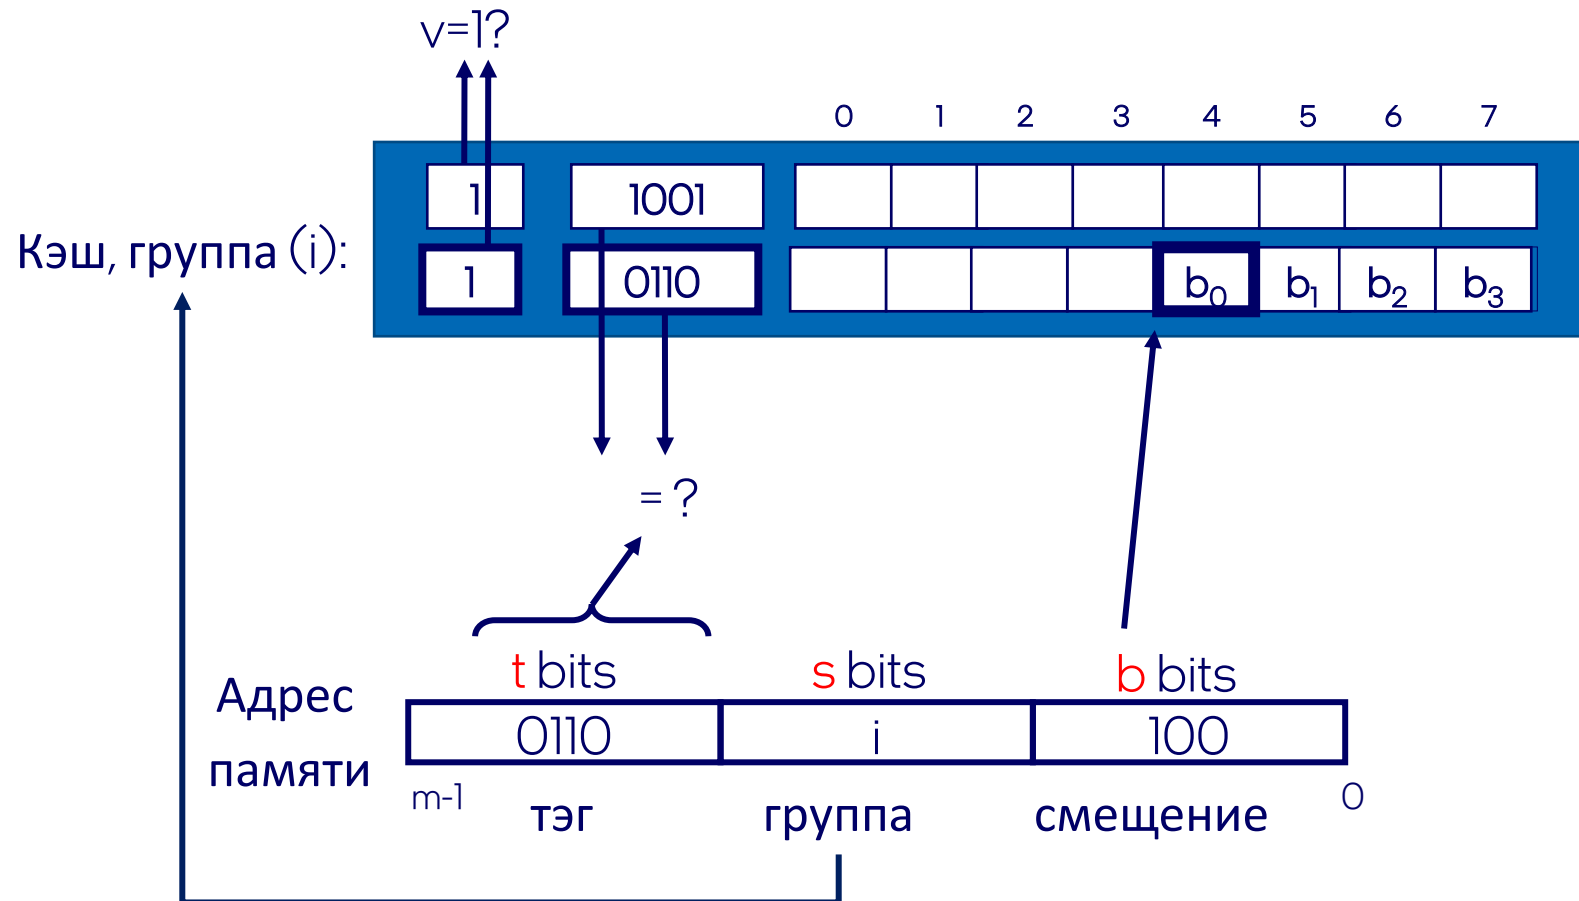 v=1?
0 1 2 3 4 5 6 7
1 1001
Кэш, группа (i):
1 0110 b₀ b₁ b₂ b₃
= ?
t bits s bits b bits
Адрес памяти
0110 i 100
m-1 0
тэг группа смещение